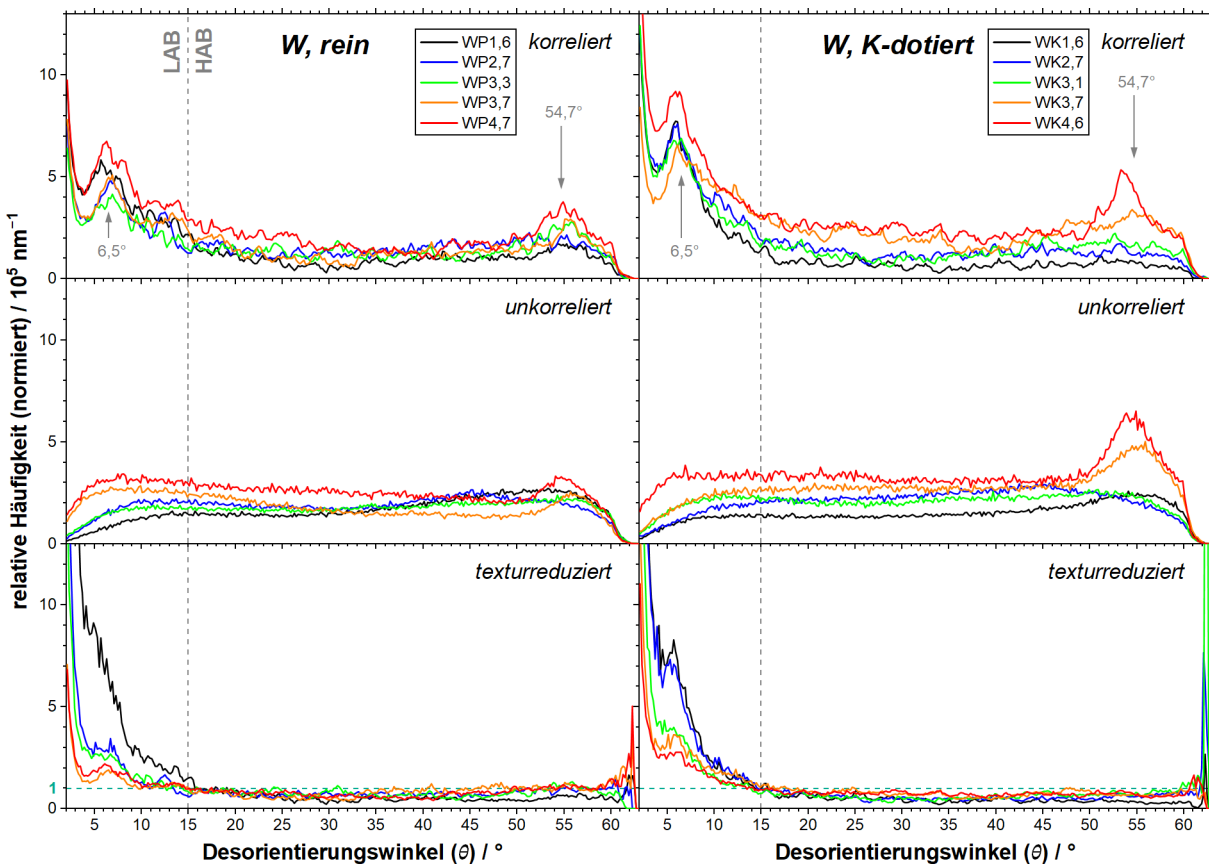 relative Häufigkeit (normiert) / 10⁵ nm⁻¹
LAB
HAB
W, rein
korreliert
WP1,6
WP2,7
WP3,3
WP3,7
WP4,7
54,7°
6,5°
10
5
0
W, K-dotiert
korreliert
WK1,6
WK2,7
WK3,1
WK3,7
WK4,6
54,7°
6,5°
unkorreliert
10
5
0
unkorreliert
texturreduziert
10
5
1
0
texturreduziert
5 10 15 20 25 30 35 40 45 50 55 60
5 10 15 20 25 30 35 40 45 50 55 60
Desorientierungswinkel (θ) / °
Desorientierungswinkel (θ) / °